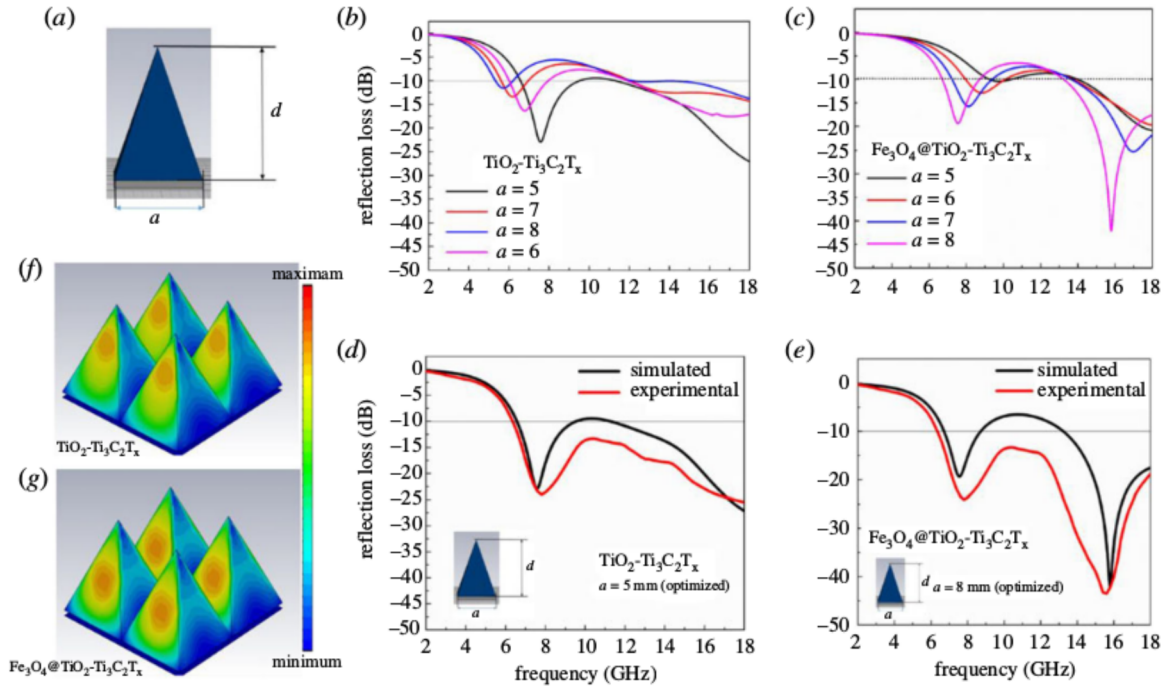 (a)
d
a
(b)
reflection loss (dB)
0
−5
−10
−15
−20
−25
−30
−35
−40
−45
−50
TiO2-Ti3C2Tx
a = 5
a = 7
a = 8
a = 6
2 4 6 8 10 12 14 16 18
(c)
0
−5
−10
−15
−20
−25
−30
−35
−40
−45
−50
Fe3O4@TiO2-Ti3C2Tx
a = 5
a = 6
a = 7
a = 8
2 4 6 8 10 12 14 16 18
(f)
maximam
TiO2-Ti3C2Tx
(g)
Fe3O4@TiO2-Ti3C2Tx
minimum
(d)
reflection loss (dB)
0
−5
−10
−15
−20
−25
−30
−35
−40
−45
−50
simulated
experimental
d
a
TiO2-Ti3C2Tx
a = 5 mm (optimized)
2 4 6 8 10 12 14 16 18
frequency (GHz)
(e)
0
−10
−20
−30
−40
−50
simulated
experimental
Fe3O4@TiO2-Ti3C2Tx
d
a = 8 mm (optimized)
a
2 4 6 8 10 12 14 16 18
frequency (GHz)